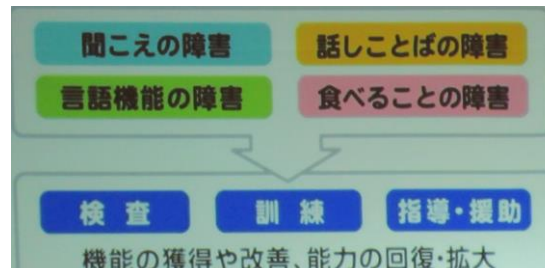 聞こえの障害 話しことばの障害
言語機能の障害 食べることの障害
検査 訓練 指導・援助
機能の獲得や改善、能力の回復・拡大